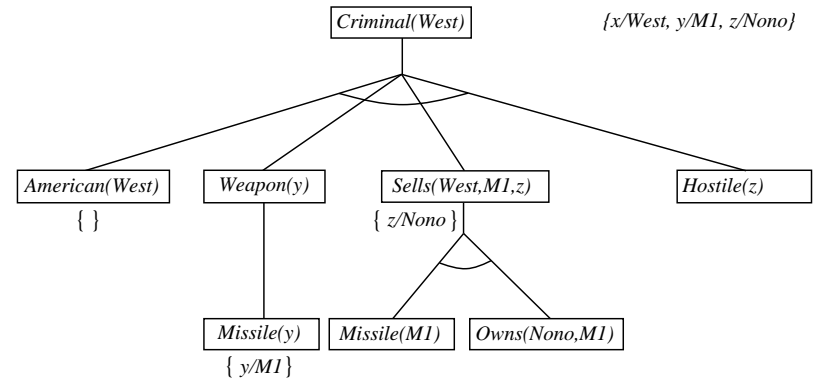 Criminal(West)
{x/West, y/M1, z/Nono}
American(West)
Weapon(y)
Sells(West,M1,z)
Hostile(z)
{ }
{ z/Nono }
Missile(y)
Missile(M1)
Owns(Nono,M1)
{ y/M1 }